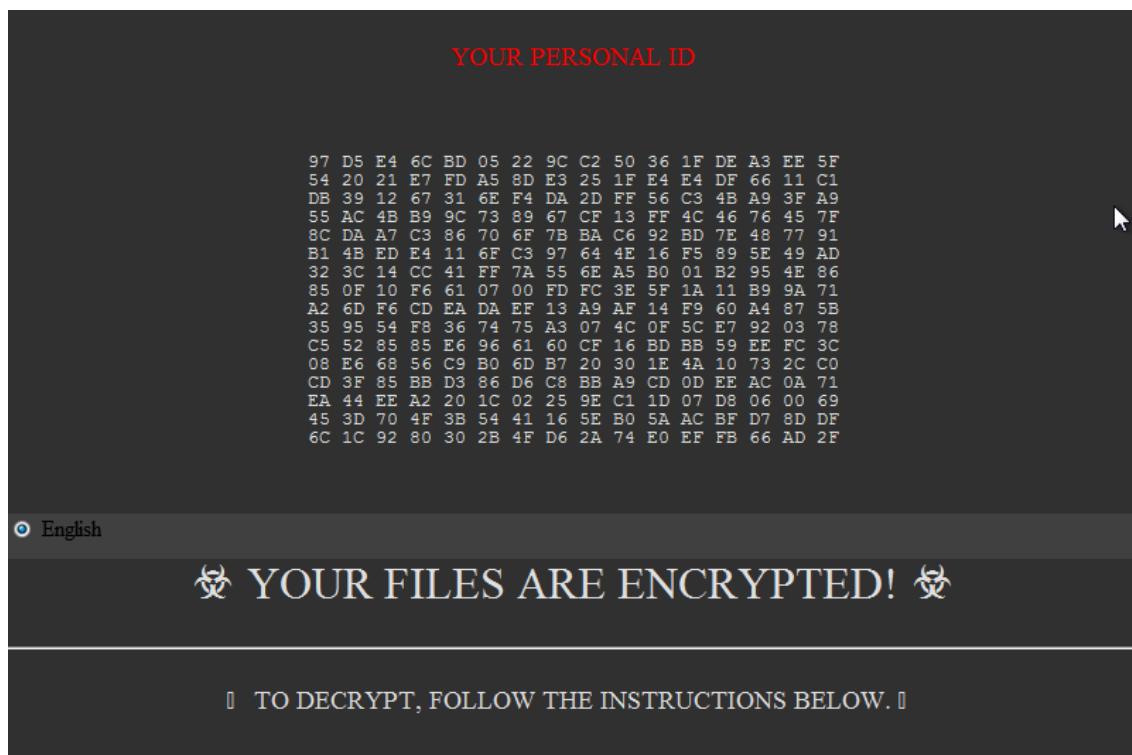 YOUR PERSONAL ID
97 D5 E4 6C BD 05 22 9C C2 50 36 1F DE A3 EE 5F
54 20 21 E7 FD A5 8D E3 25 1F E4 E4 DF 66 11 C1
DB 39 12 67 31 6E F4 DA 2D FF 56 C3 4B A9 3F A9
55 AC 4B B9 9C 73 89 67 CF 13 FF 4C 46 76 45 7F
8C DA A7 C3 86 70 6F 7B BA C6 92 BD 7E 48 77 91
B1 4B ED E4 11 6F C3 97 64 4E 16 F5 89 5E 49 AD
32 3C 14 CC 41 FF 7A 55 6E A5 B0 01 B2 95 4E 86
85 0F 10 F6 61 07 00 FD FC 3E 5F 1A 11 B9 9A 71
A2 6D F6 CD EA DA EF 13 A9 AF 14 F9 60 A4 87 5B
35 95 54 F8 36 74 75 A3 07 4C 0F 5C E7 92 03 78
C5 52 85 85 E6 96 61 60 CF 16 BD BB 59 EE FC 3C
08 E6 68 56 C9 B0 6D B7 20 30 1E 4A 10 73 2C C0
CD 3F 85 BB D3 86 D6 C8 BB A9 CD 0D EE AC 0A 71
EA 44 EE A2 20 1C 02 25 9E C1 1D 07 D8 06 00 69
45 3D 70 4F 3B 54 41 16 5E B0 5A AC BF D7 8D DF
6C 1C 92 80 30 2B 4F D6 2A 74 E0 EF FB 66 AD 2F
English
☣ YOUR FILES ARE ENCRYPTED! ☣
TO DECRYPT, FOLLOW THE INSTRUCTIONS BELOW.